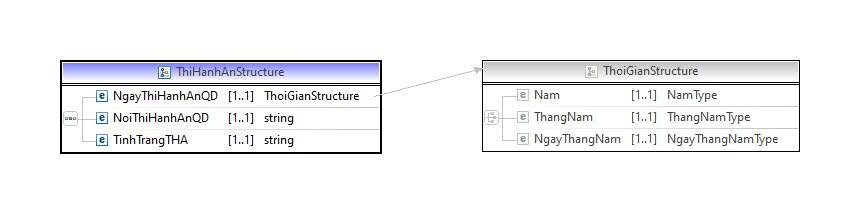 ThiHanhAnStructure
NgayThiHanhAnQD [1..1] ThoiGianStructure
NoiThiHanhAnQD [1..1] string
TinhTrangTHA [1..1] string
ThoiGianStructure
Nam [1..1] NamType
ThangNam [1..1] ThangNamType
NgayThangNam [1..1] NgayThangNamType